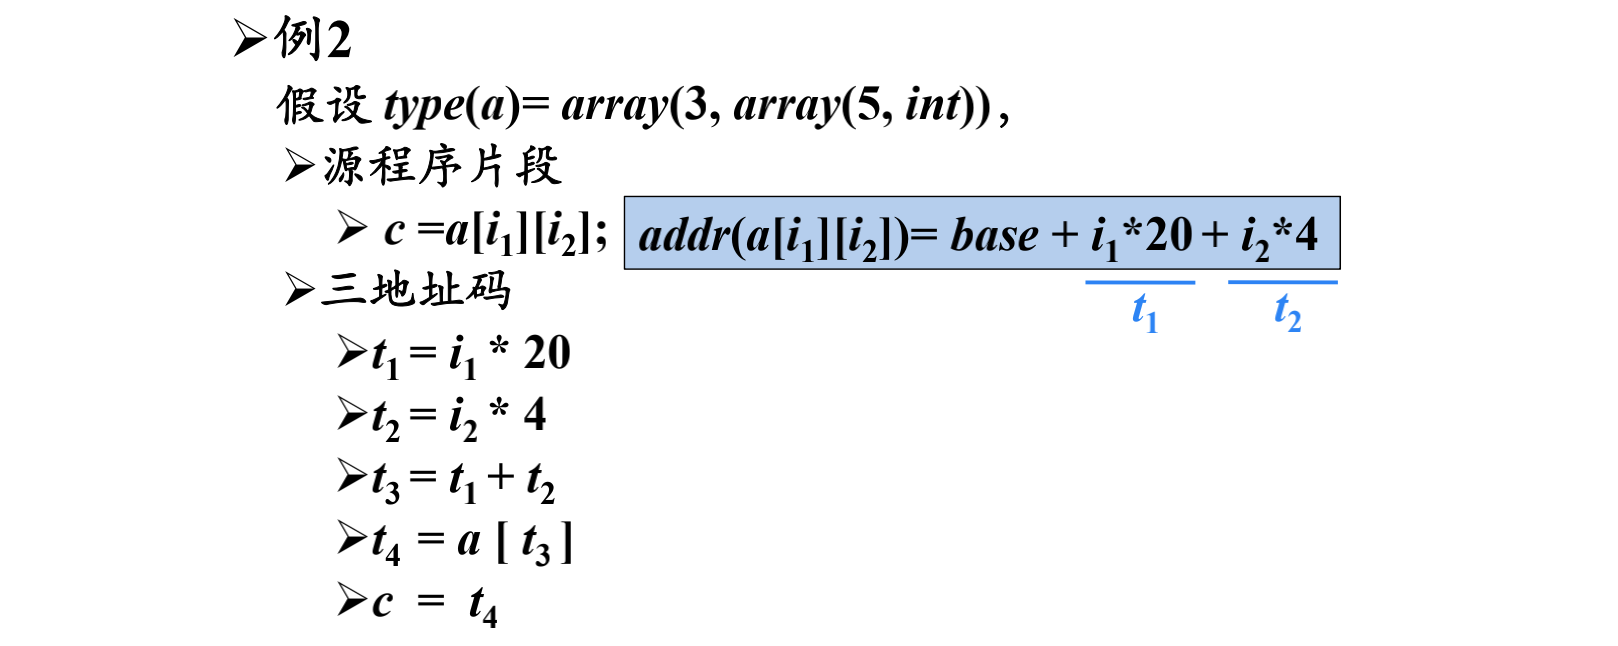 ➢例2
假设 type(a)= array(3, array(5, int)),
➢源程序片段
➢ c =a[i₁][i₂]; addr(a[i₁][i₂])= base + i₁*20 + i₂*4
t₁ t₂
➢三地址码
➢t₁ = i₁ * 20
➢t₂ = i₂ * 4
➢t₃ = t₁ + t₂
➢t₄ = a [ t₃ ]
➢c = t₄